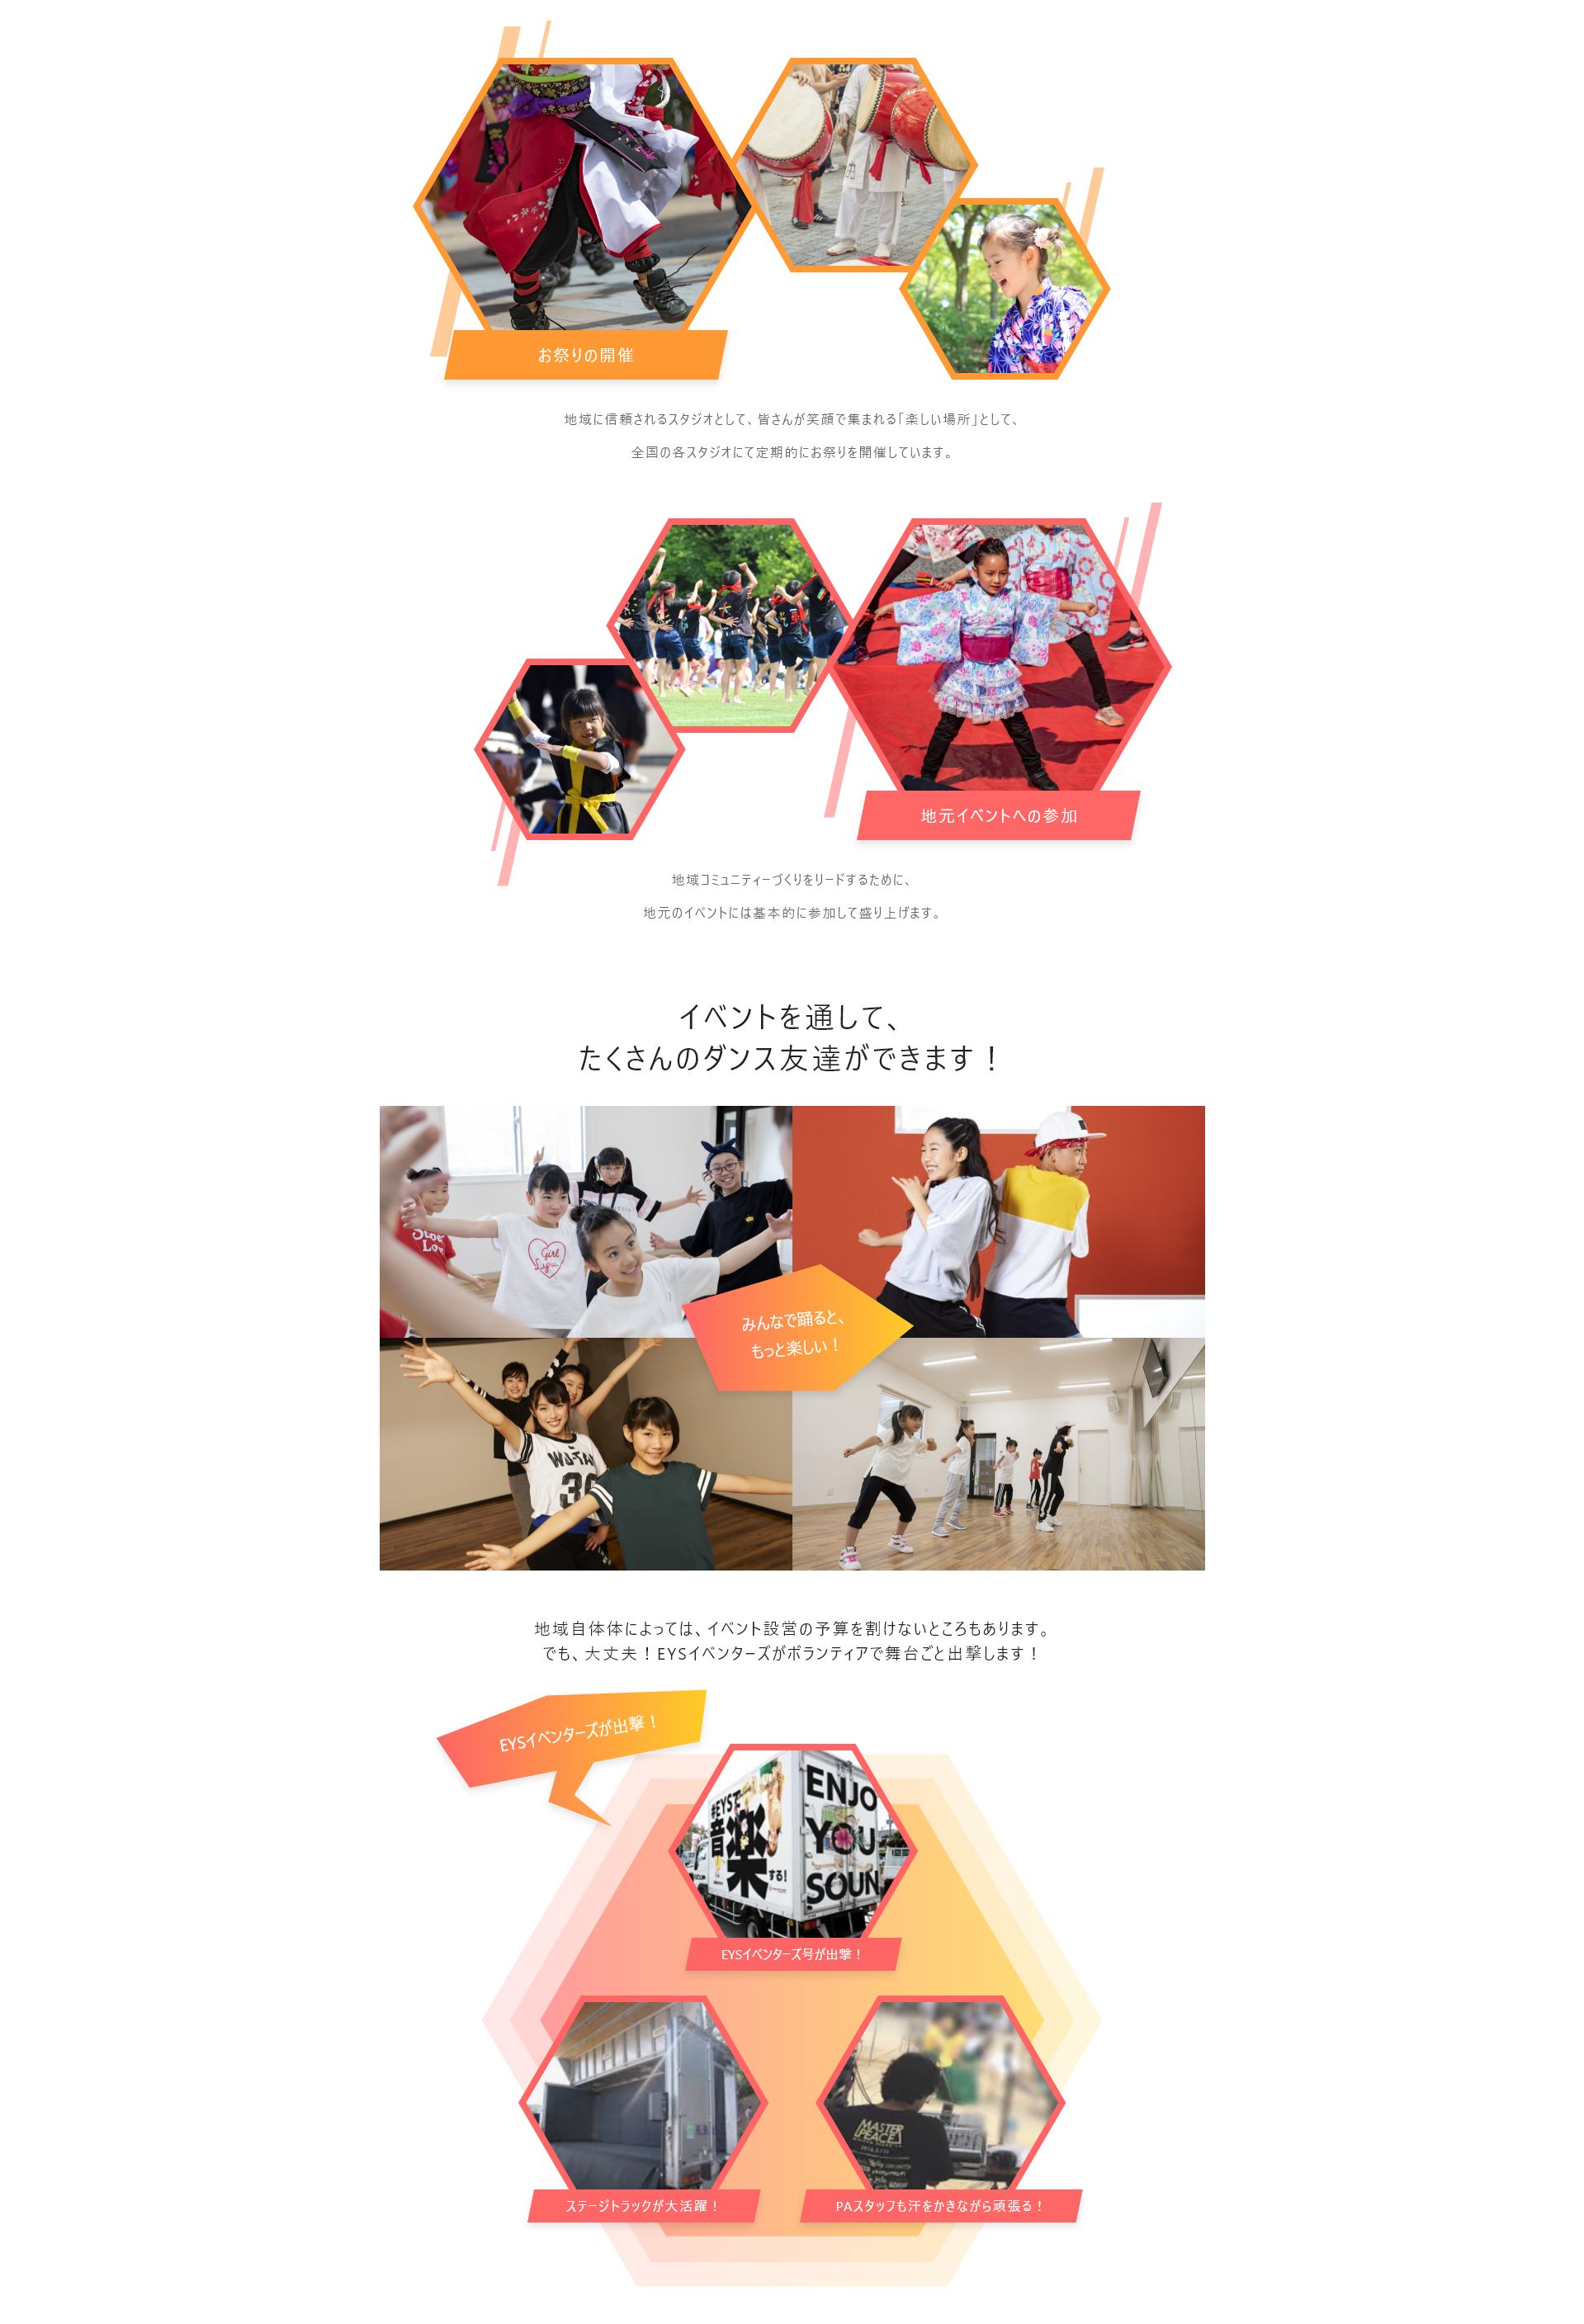 お祭りの開催
地域に信頼されるスタジオとして、皆さんが笑顔で集まれる「楽しい場所」として、
全国の各スタジオにて定期的にお祭りを開催しています。
地元イベントへの参加
地域コミュニティーづくりをリードするために、
地元のイベントには基本的に参加して盛り上げます。
イベントを通して、
たくさんのダンス友達ができます！
Girl
みんなで踊ると、
もっと楽しい！
WU-TAN
地域自体体によっては、イベント設営の予算を割けないところもあります。
でも、大丈夫！EYSイベンターズがボランティアで舞台ごと出撃します！
EYSイベンターズが出撃！
#EYSで
音楽
する!
ENJO
YOU
SOUN
EYSイベンターズ号が出撃！
MASTER
PEACE
ステージトラックが大活躍！
PAスタッフも汗をかきながら頑張る！